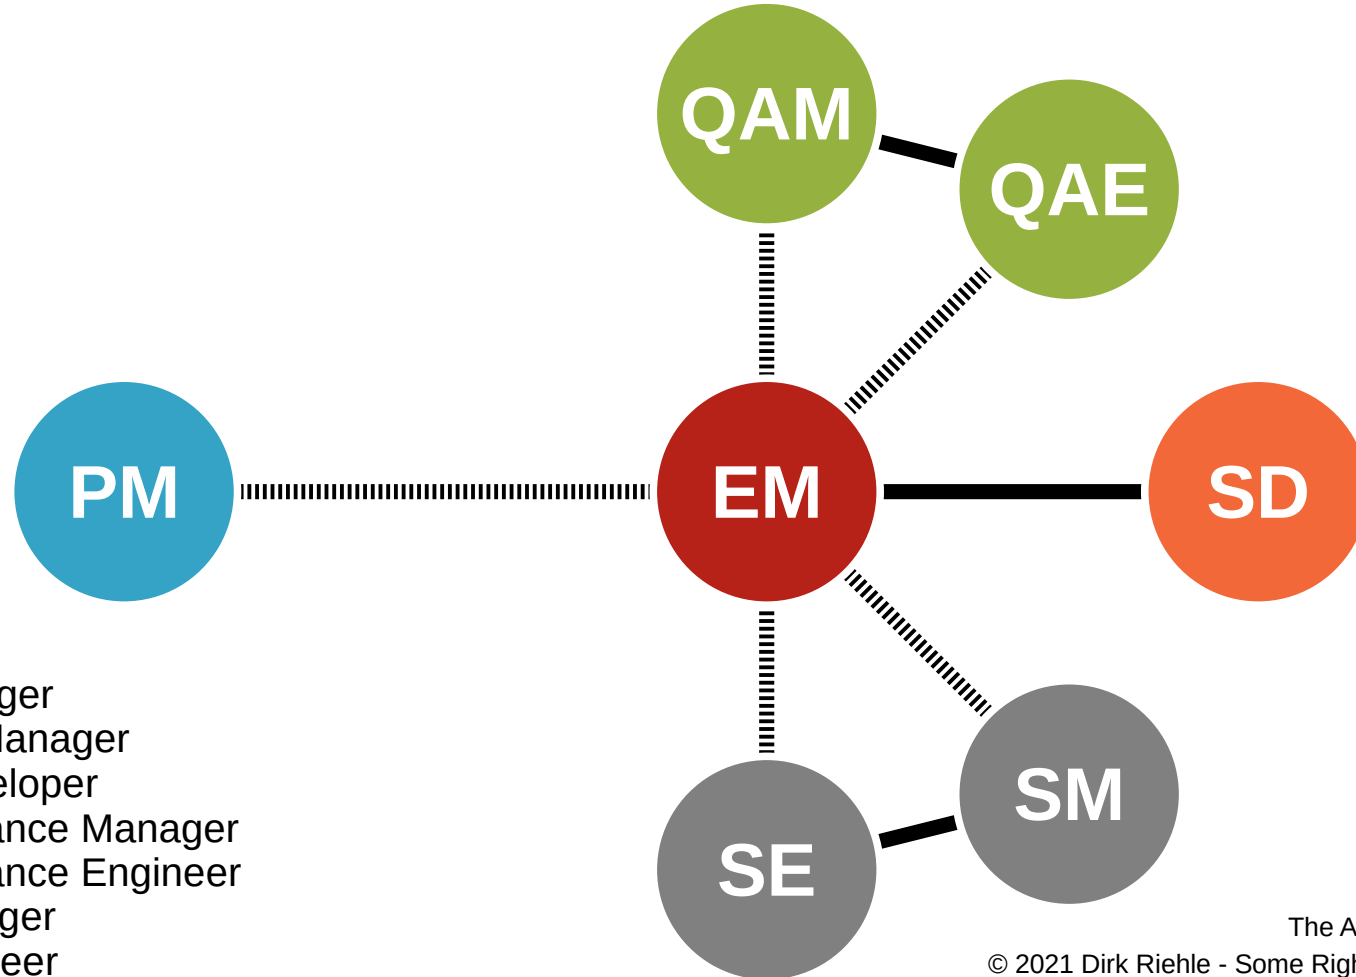 QAM
QAE
PM
EM
SD
SM
SE
ger
Manager
eloper
ance Manager
ance Engineer
ger
eer
The A
© 2021 Dirk Riehle - Some Righ